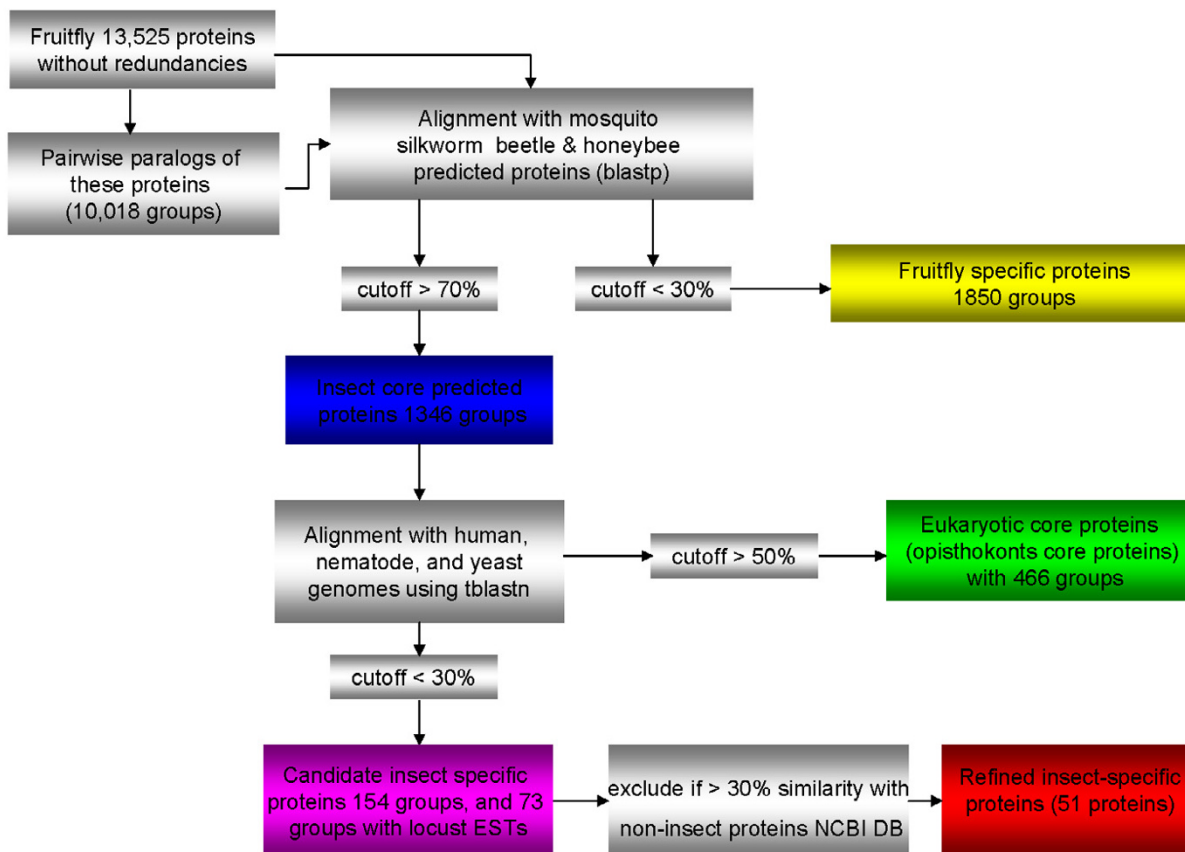 Fruitfly 13,525 proteins
without redundancies
Pairwise paralogs of
these proteins
(10,018 groups)
Alignment with mosquito
silkworm beetle & honeybee
predicted proteins (blastp)
cutoff > 70%
cutoff < 30%
Fruitfly specific proteins
1850 groups
Insect core predicted
proteins 1346 groups
Alignment with human,
nematode, and yeast
genomes using tblastn
cutoff > 50%
Eukaryotic core proteins
(opisthokonts core proteins)
with 466 groups
cutoff < 30%
Candidate insect specific
proteins 154 groups, and 73
groups with locust ESTs
exclude if > 30% similarity with
non-insect proteins NCBI DB
Refined insect-specific
proteins (51 proteins)